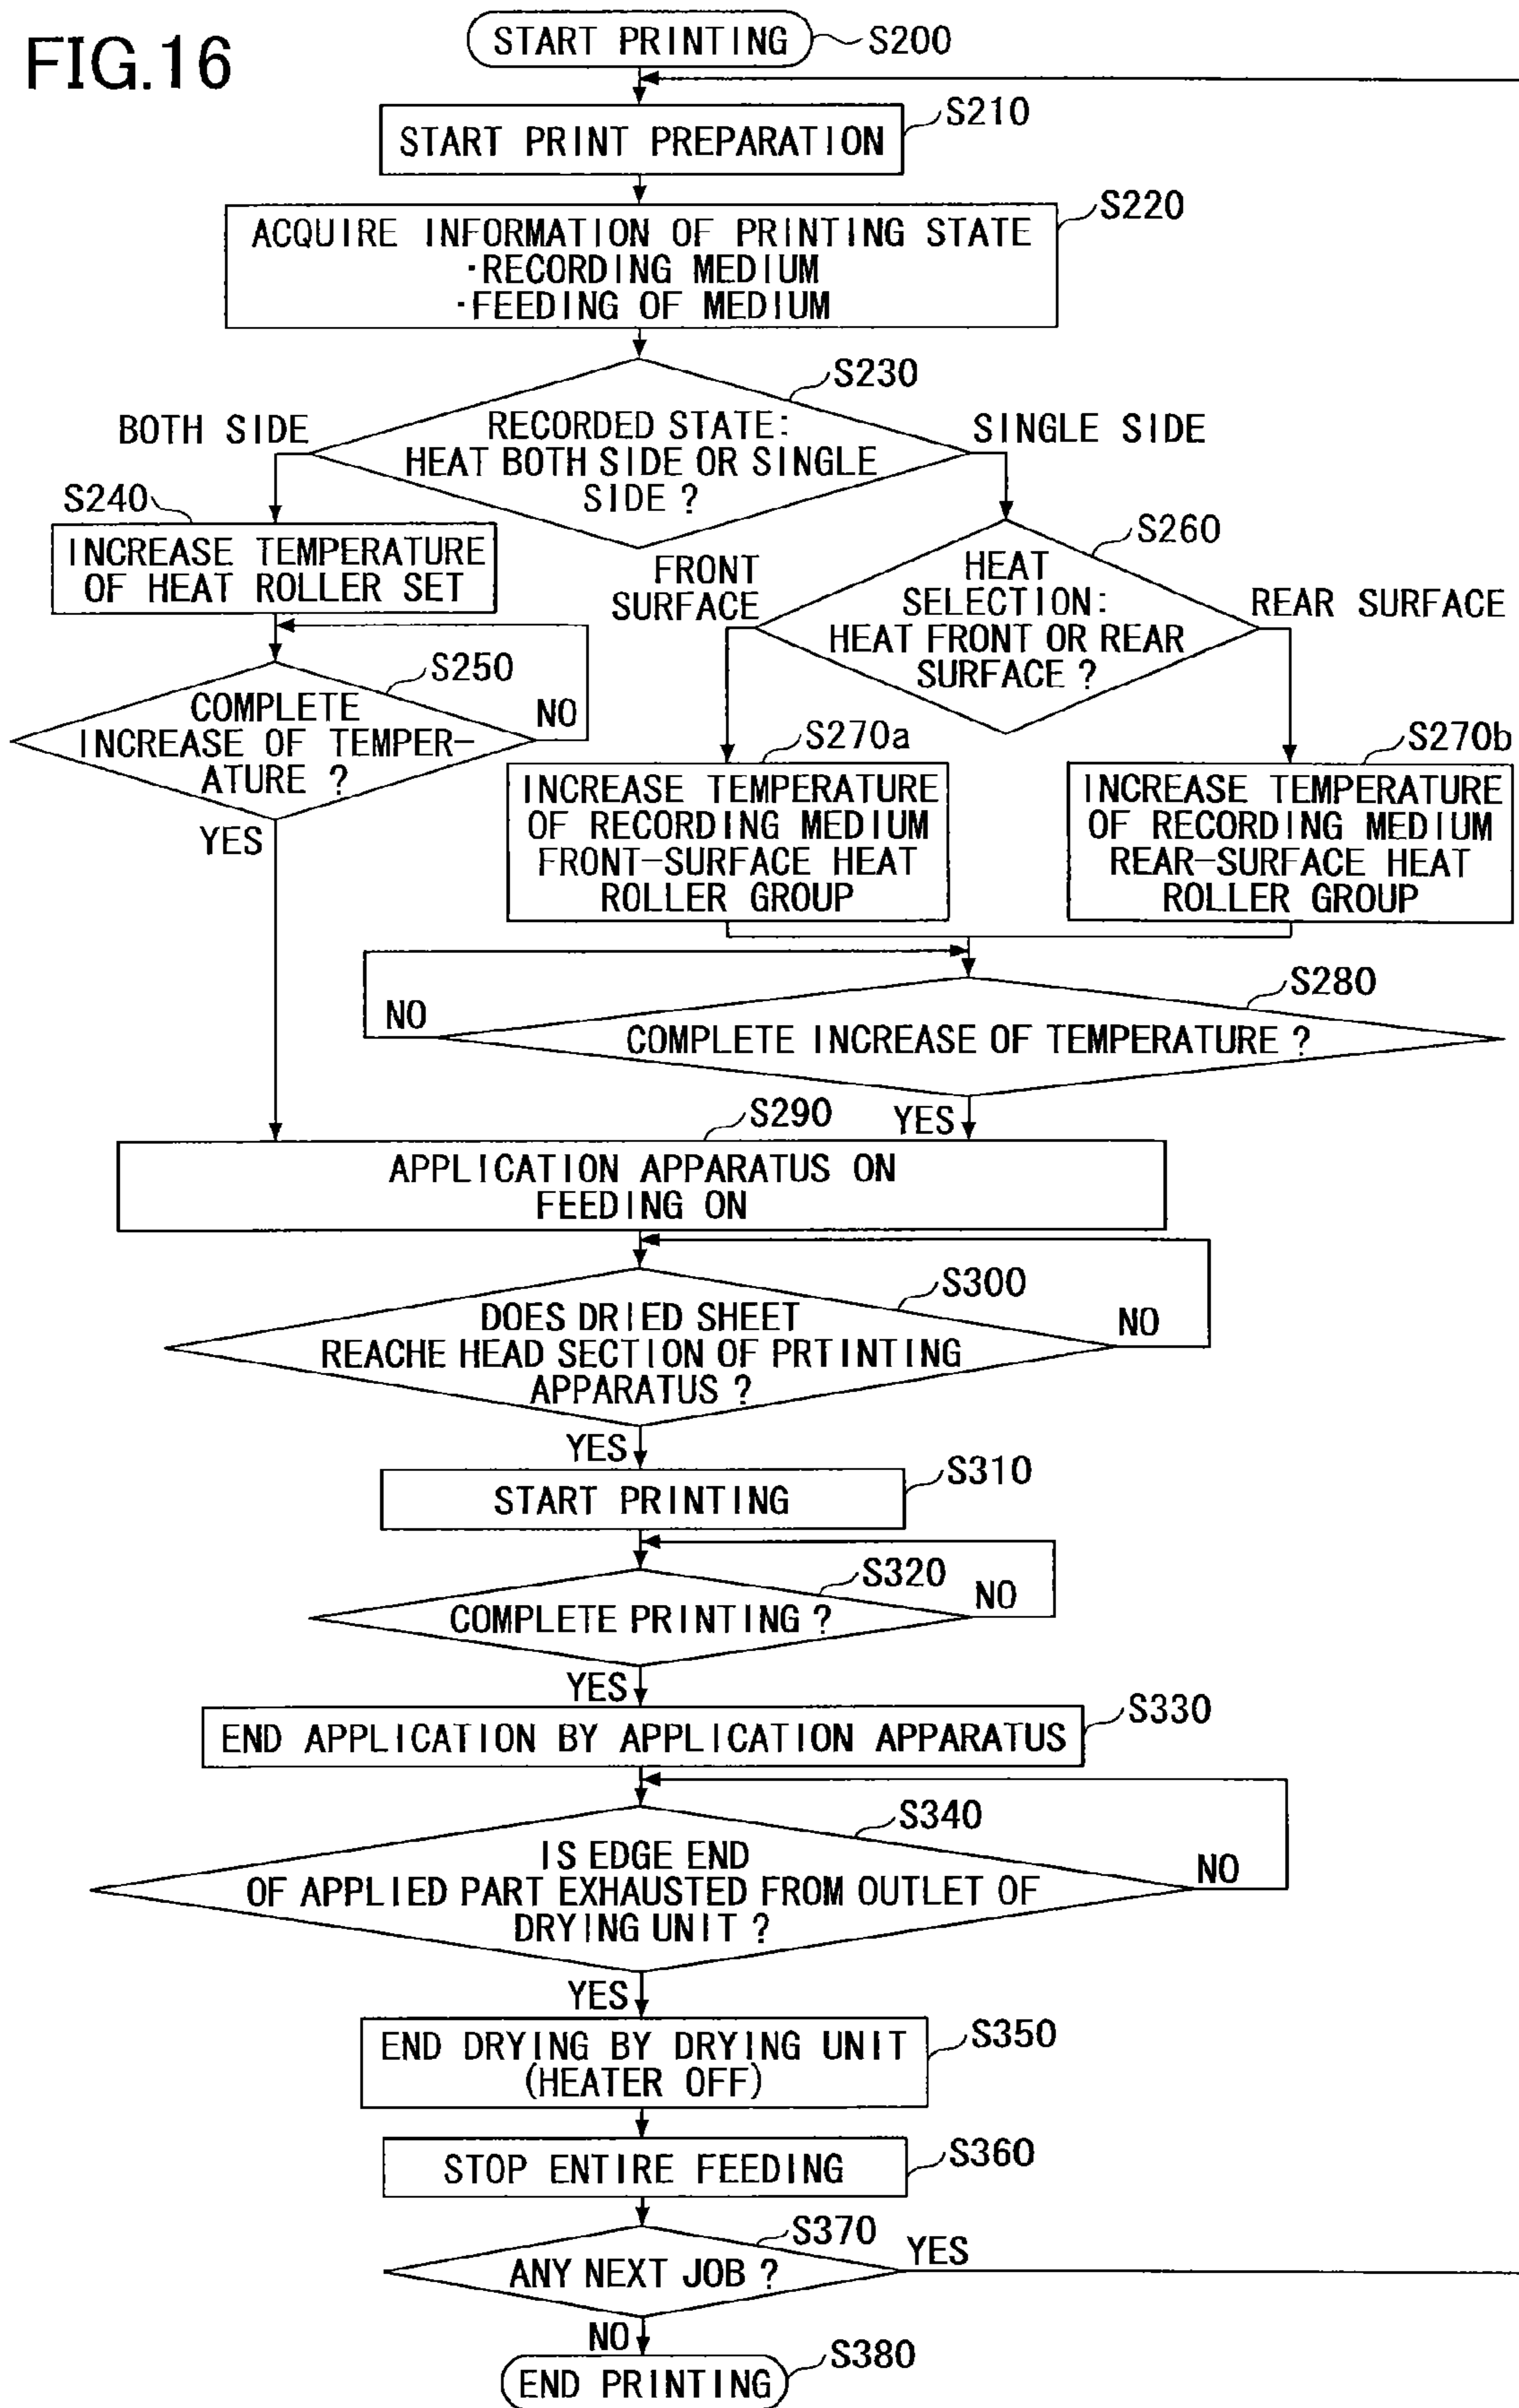 FIG.16
START PRINTING
S200
S210
START PRINT PREPARATION
S220
ACQUIRE INFORMATION OF PRINTING STATE
·RECORDING MEDIUM
·FEEDING OF MEDIUM
S230
BOTH SIDE
SINGLE SIDE
RECORDED STATE:
HEAT BOTH SIDE OR SINGLE
SIDE ?
S240
INCREASE TEMPERATURE
OF HEAT ROLLER SET
S260
FRONT
SURFACE
REAR SURFACE
HEAT
SELECTION:
HEAT FRONT OR REAR
SURFACE ?
S250
NO
COMPLETE
INCREASE OF TEMPER-
ATURE ?
YES
S270a
INCREASE TEMPERATURE
OF RECORDING MEDIUM
FRONT-SURFACE HEAT
ROLLER GROUP
S270b
INCREASE TEMPERATURE
OF RECORDING MEDIUM
REAR-SURFACE HEAT
ROLLER GROUP
S280
NO
COMPLETE INCREASE OF TEMPERATURE ?
YES
S290
APPLICATION APPARATUS ON
FEEDING ON
S300
NO
DOES DRIED SHEET
REACHE HEAD SECTION OF PRTINTING
APPARATUS ?
YES
S310
START PRINTING
S320
NO
COMPLETE PRINTING ?
YES
S330
END APPLICATION BY APPLICATION APPARATUS
S340
NO
IS EDGE END
OF APPLIED PART EXHAUSTED FROM OUTLET OF
DRYING UNIT ?
YES
S350
END DRYING BY DRYING UNIT
(HEATER OFF)
S360
STOP ENTIRE FEEDING
S370
YES
ANY NEXT JOB ?
NO
S380
END PRINTING